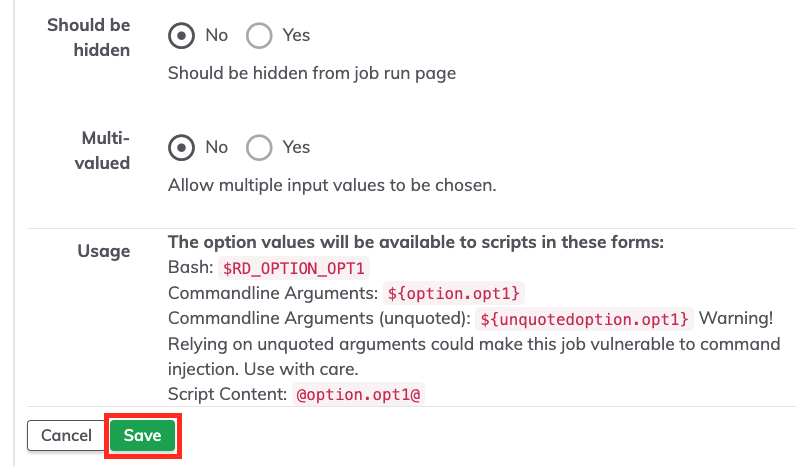 Should be
hidden
No Yes
Should be hidden from job run page
Multi-
valued
No Yes
Allow multiple input values to be chosen.
Usage
The option values will be available to scripts in these forms:
Bash: $RD_OPTION_OPT1
Commandline Arguments: ${option.opt1}
Commandline Arguments (unquoted): ${unquotedoption.opt1} Warning!
Relying on unquoted arguments could make this job vulnerable to command
injection. Use with care.
Script Content: @option.opt1@
Cancel Save